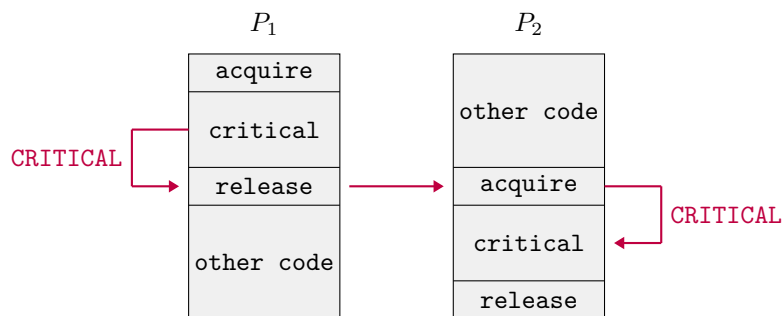 P1
P2
acquire
critical
CRITICAL
release
other code
other code
acquire
critical
CRITICAL
release